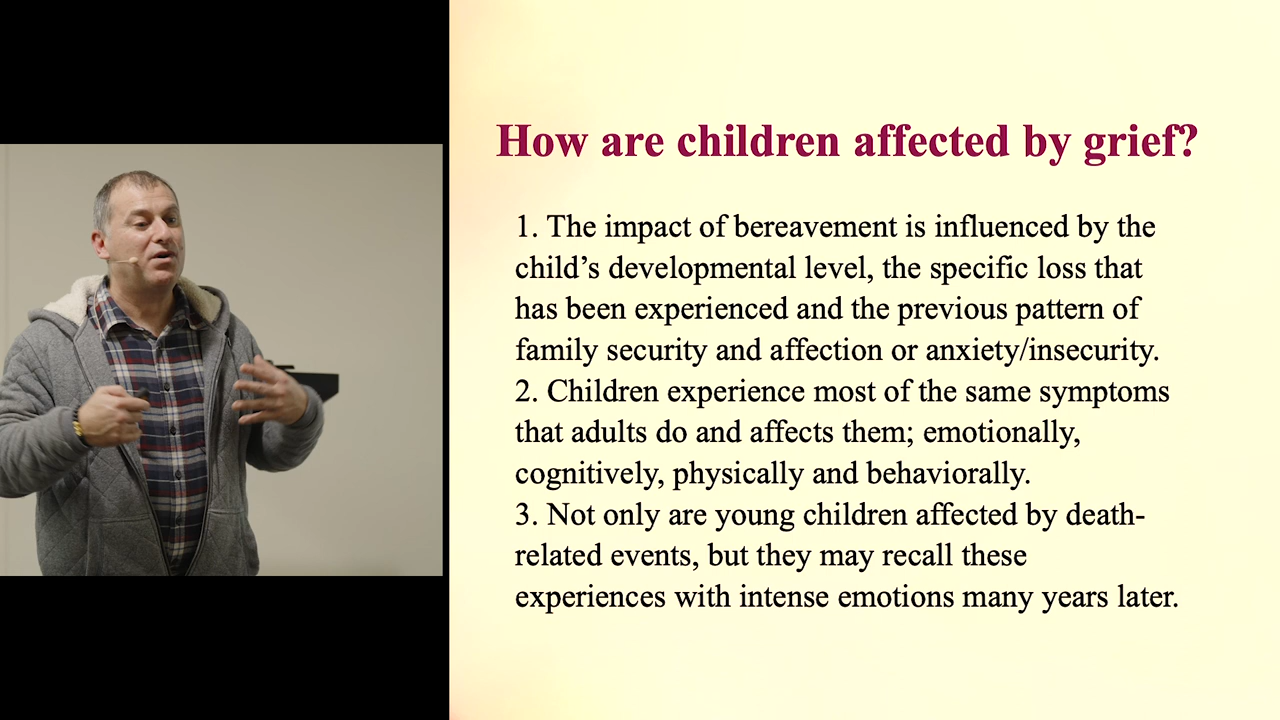 How are children affected by grief?
1. The impact of bereavement is influenced by the
child’s developmental level, the specific loss that
has been experienced and the previous pattern of
family security and affection or anxiety/insecurity.
2. Children experience most of the same symptoms
that adults do and affects them; emotionally,
cognitively, physically and behaviorally.
3. Not only are young children affected by death-
related events, but they may recall these
experiences with intense emotions many years later.